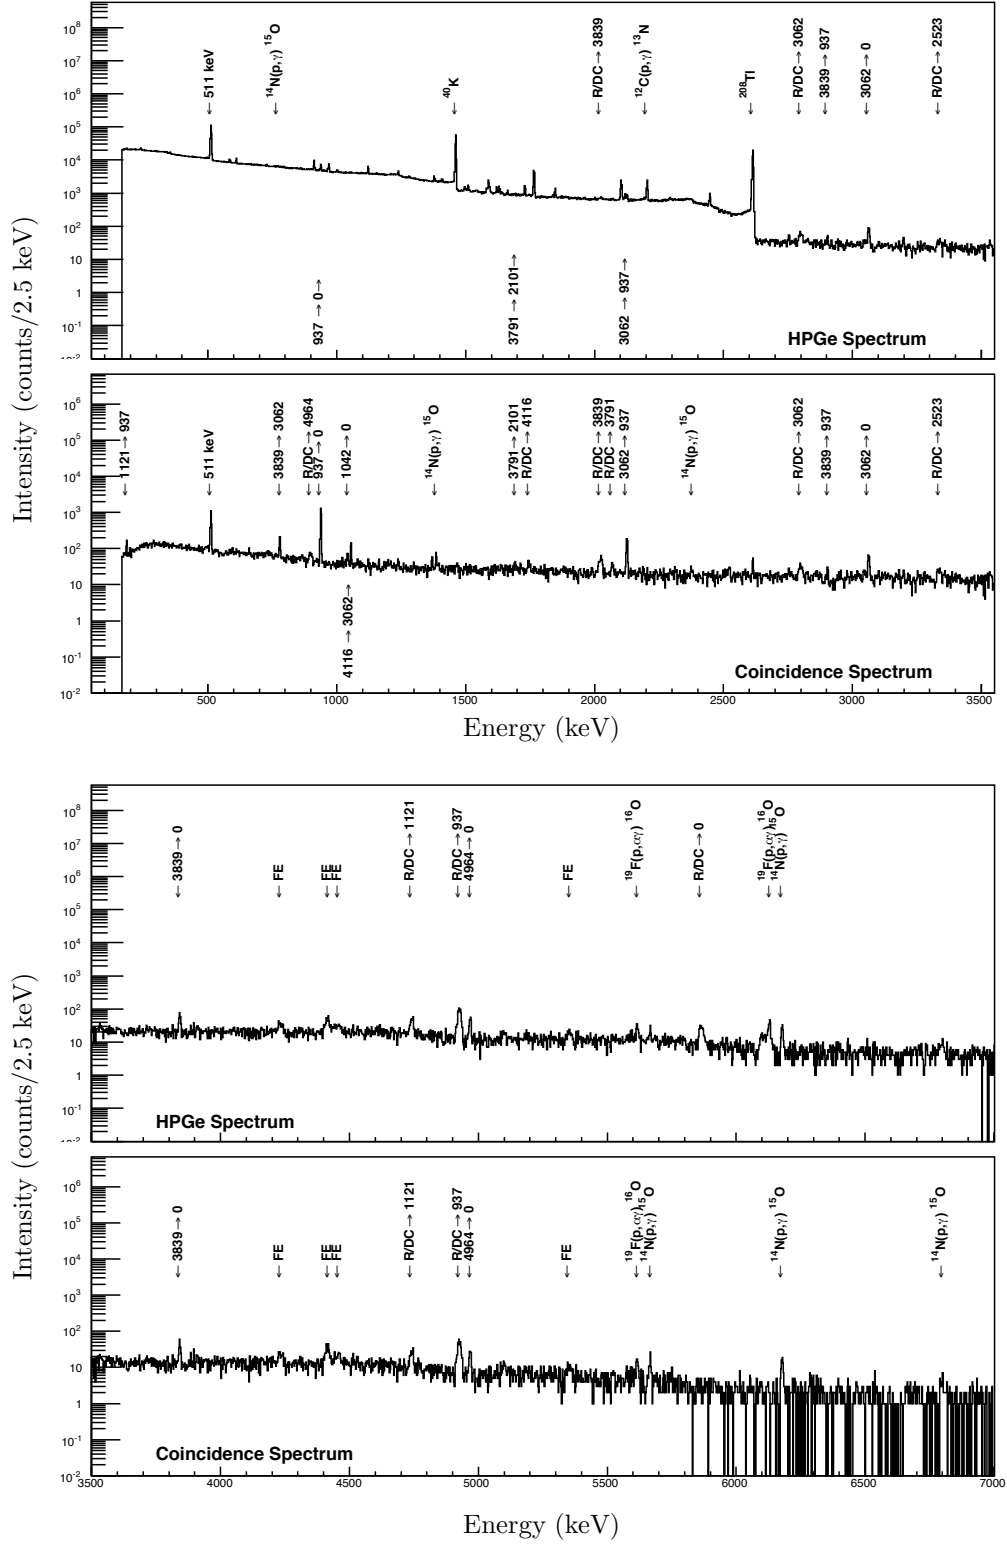 Intensity (counts/2.5 keV)
10⁸
10⁷
10⁶
10⁵
10⁴
10³
10²
10
1
10⁻¹
10⁻²
511 keV
¹⁴N(p,γ) ¹⁵O
⁴⁰K
R/DC → 3839
¹²C(p,γ) ¹³N
²⁰⁸Tl
R/DC → 3062
3839 → 937
3062 → 0
R/DC → 2523
937 → 0
3791 → 2101
3062 → 937
HPGe Spectrum
10⁶
10⁵
10⁴
10³
10²
10
1
10⁻¹
10⁻²
1121 → 937
511 keV
3839 → 3062
R/DC → 4964
937 → 0
1042 → 0
¹⁴N(p,γ) ¹⁵O
3791 → 2101
R/DC → 4116
R/DC → 3839
R/DC → 3791
3062 → 937
¹⁴N(p,γ) ¹⁵O
R/DC → 3062
3839 → 937
3062 → 0
R/DC → 2523
4116 → 3062
Coincidence Spectrum
500 1000 1500 2000 2500 3000 3500
Energy (keV)
Intensity (counts/2.5 keV)
10⁸
10⁷
10⁶
10⁵
10⁴
10³
10²
10
1
10⁻¹
10⁻²
3839 → 0
FE
FE
FE
R/DC → 1121
R/DC → 937
4964 → 0
FE
¹⁹F(p,αγ) ¹⁶O
R/DC → 0
¹⁹F(p,αγ) ¹⁶O
¹⁴N(p,γ) ¹⁵O
HPGe Spectrum
10⁶
10⁵
10⁴
10³
10²
10
1
10⁻¹
10⁻²
3839 → 0
FE
FE
FE
R/DC → 1121
R/DC → 937
4964 → 0
FE
¹⁹F(p,αγ) ¹⁶O
¹⁴N(p,γ) ¹⁵O
¹⁴N(p,γ) ¹⁵O
¹⁴N(p,γ) ¹⁵O
Coincidence Spectrum
3500 4000 4500 5000 5500 6000 6500 7000
Energy (keV)